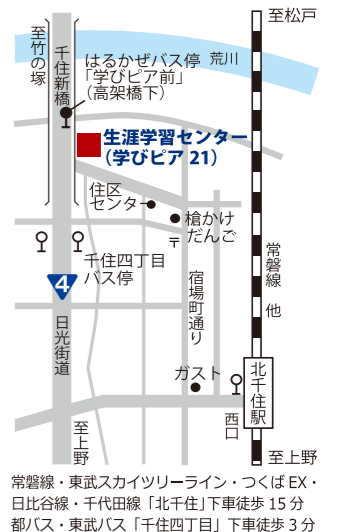 至松戸
至竹の塚
千住新橋
はるかぜバス停
「学びピア前」
(高架橋下)
荒川
生涯学習センター
(学びピア 21)
住区
センター
槍かけ
だんご
〒
千住四丁目
バス停
4
日光街道
宿場町通り
常磐線 他
ガスト
北千住駅
西口
至上野
至上野
常磐線・東武スカイツリーライン・つくばEX・
日比谷線・千代田線「北千住」下車徒歩 15 分
都バス・東武バス「千住四丁目」下車徒歩 3 分